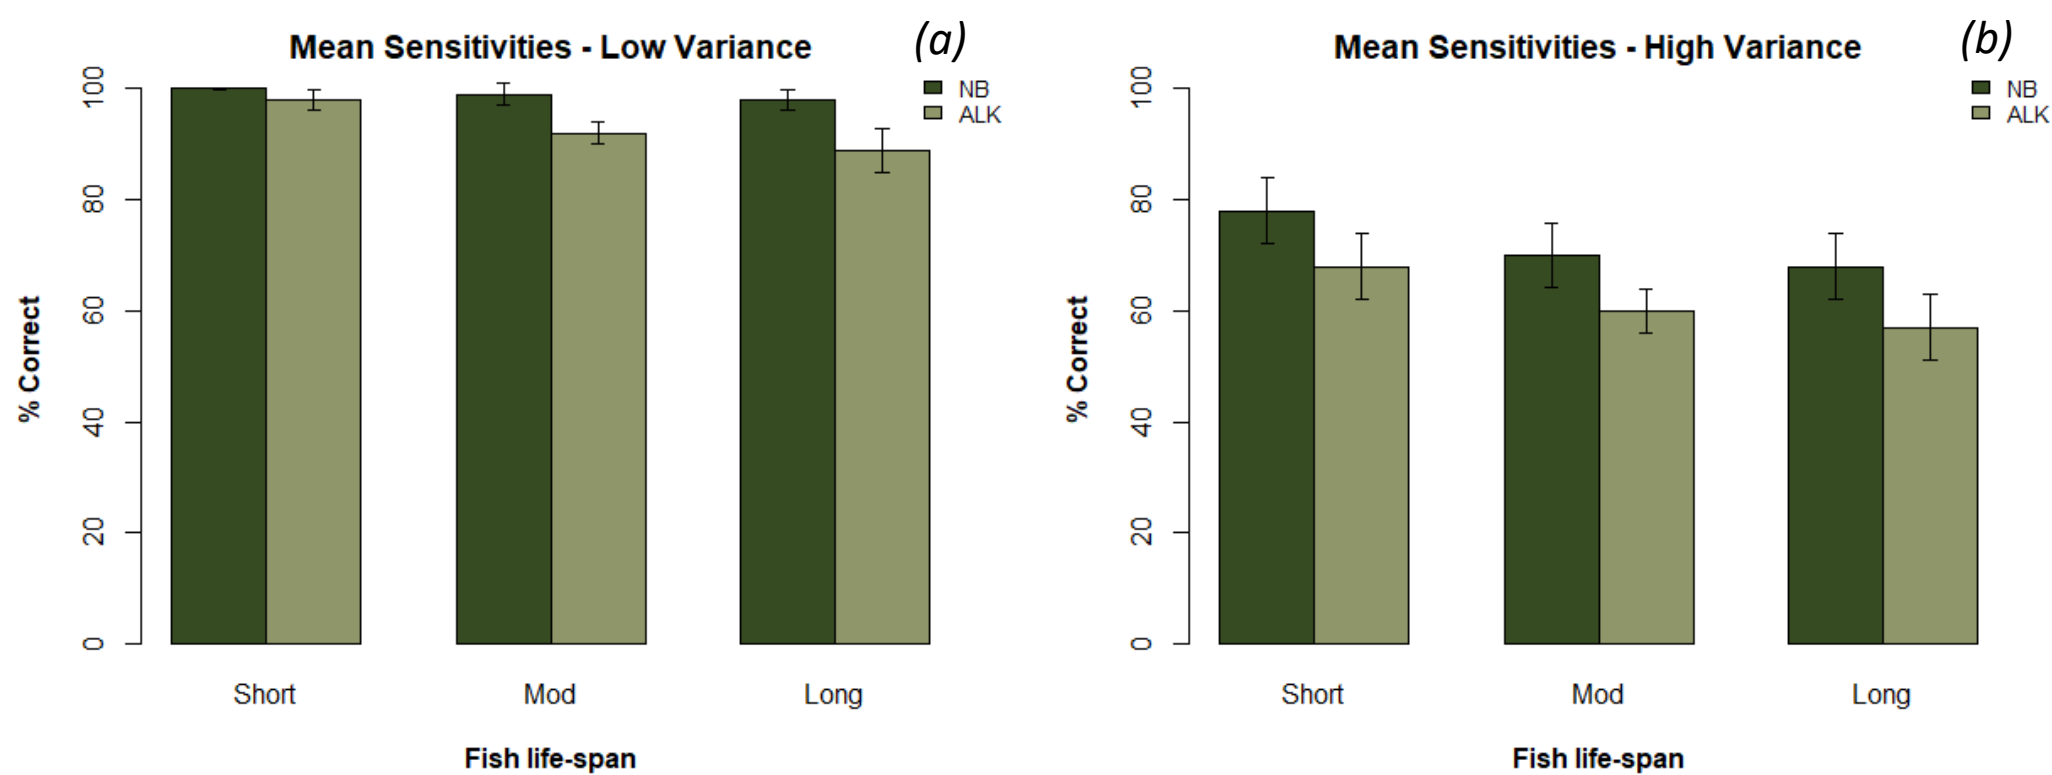 Mean Sensitivities - Low Variance
(a)
NB
ALK
% Correct
100
80
60
40
20
0
Short
Mod
Long
Fish life-span
Mean Sensitivities - High Variance
(b)
NB
ALK
% Correct
100
80
60
40
20
0
Short
Mod
Long
Fish life-span